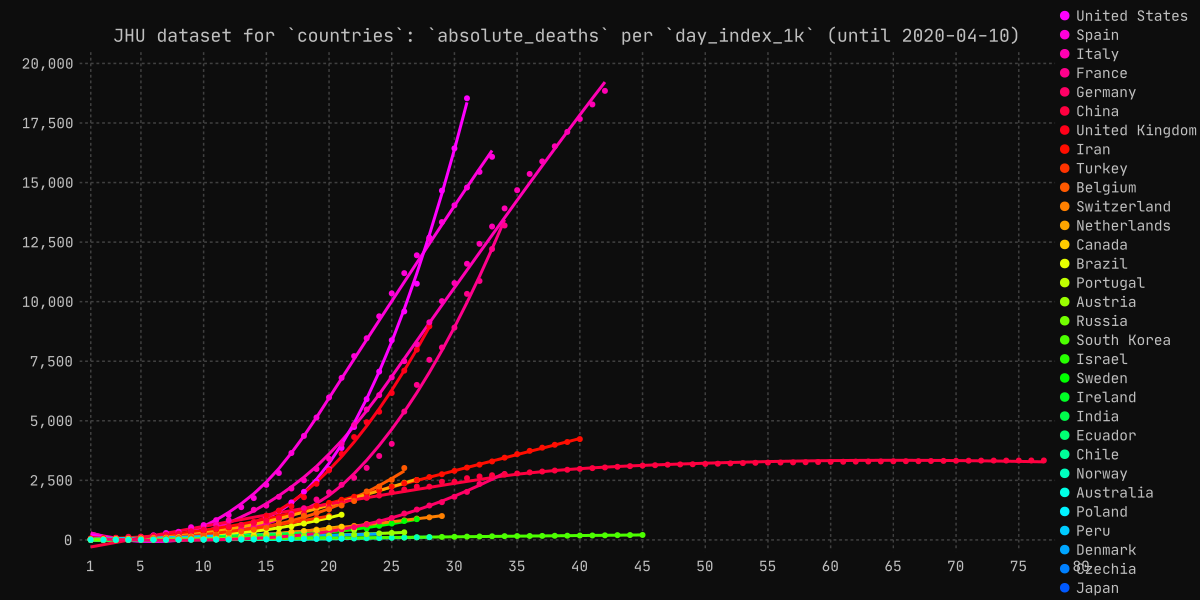 JHU dataset for `countries`: `absolute_deaths` per `day_index_1k` (until 2020-04-10)
20,000
17,500
15,000
12,500
10,000
7,500
5,000
2,500
0
1 5 10 15 20 25 30 35 40 45 50 55 60 65 70 75 80
United States
Spain
Italy
France
Germany
China
United Kingdom
Iran
Turkey
Belgium
Switzerland
Netherlands
Canada
Brazil
Portugal
Austria
Russia
South Korea
Israel
Sweden
Ireland
India
Ecuador
Chile
Norway
Australia
Poland
Peru
Denmark
Czechia
Japan